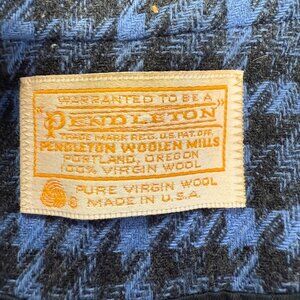 WARRANTED TO BE A
"PENDLETON"
TRADE MARK REG. U.S. PAT. OFF.
PENDLETON WOOLEN MILLS
PORTLAND, OREGON
100% VIRGIN WOOL
PURE VIRGIN WOOL
MADE IN U.S.A.